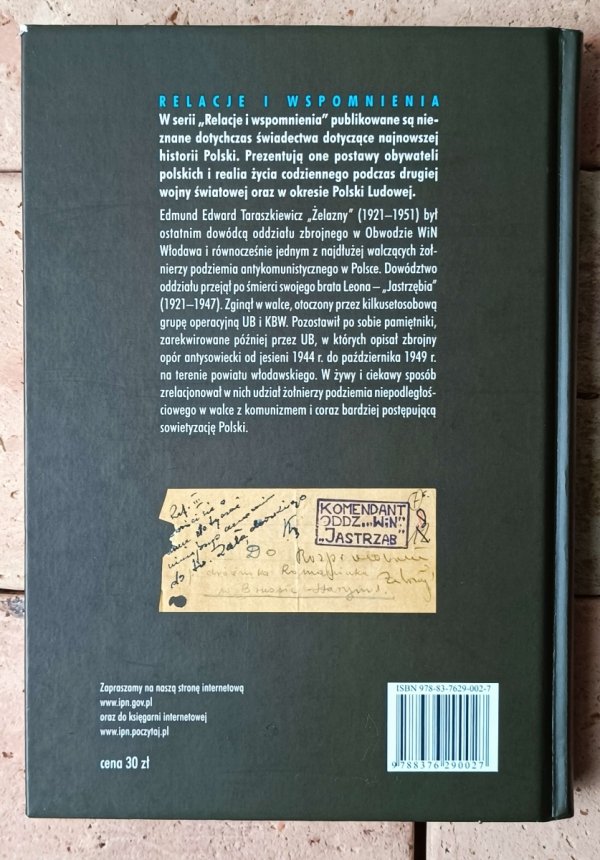 RELACJE I WSPOMNIENIA
W serii „Relacje i wspomnienia” publikowane są nie-
znane dotychczas świadectwa dotyczące najnowszej
historii Polski. Prezentują one postawy obywateli
polskich i realia życia codziennego podczas drugiej
wojny światowej oraz w okresie Polski Ludowej.
Edmund Edward Taraszkiewicz „Żelazny” (1921–1951) był
ostatnim dowódcą oddziału zbrojnego w Obwodzie WiN
Włodawa i równocześnie jednym z najdłużej walczących żoł-
nierzy podziemia antykomunistycznego w Polsce. Dowództwo
oddziału przejął po śmierci swojego brata Leona – „Jastrzębia”
(1921–1947). Zginął w walce, otoczony przez kilkusetosobową
grupę operacyjną UB i KBW. Pozostawił po sobie pamiętniki,
zarekwirowane później przez UB, w których opisał zbrojny
opór antysowiecki od jesieni 1944 r. do października 1949 r.
na terenie powiatu włodawskiego. W żywy i ciekawy sposób
zrelacjonował w nich udział żołnierzy podziemia niepodległo-
ściowego w walce z komunizmem i coraz bardziej postępującą
sowietyzację Polski.
KOMENDANT
ODDZ. „WiN”
„JASTRZĄB”
Do
w
Zapraszamy na naszą stronę internetową
www.ipn.gov.pl
oraz do księgarni internetowej
www.ipn.poczytaj.pl
cena 30 zł
ISBN 978-83-7629-002-7
9 788376 290027